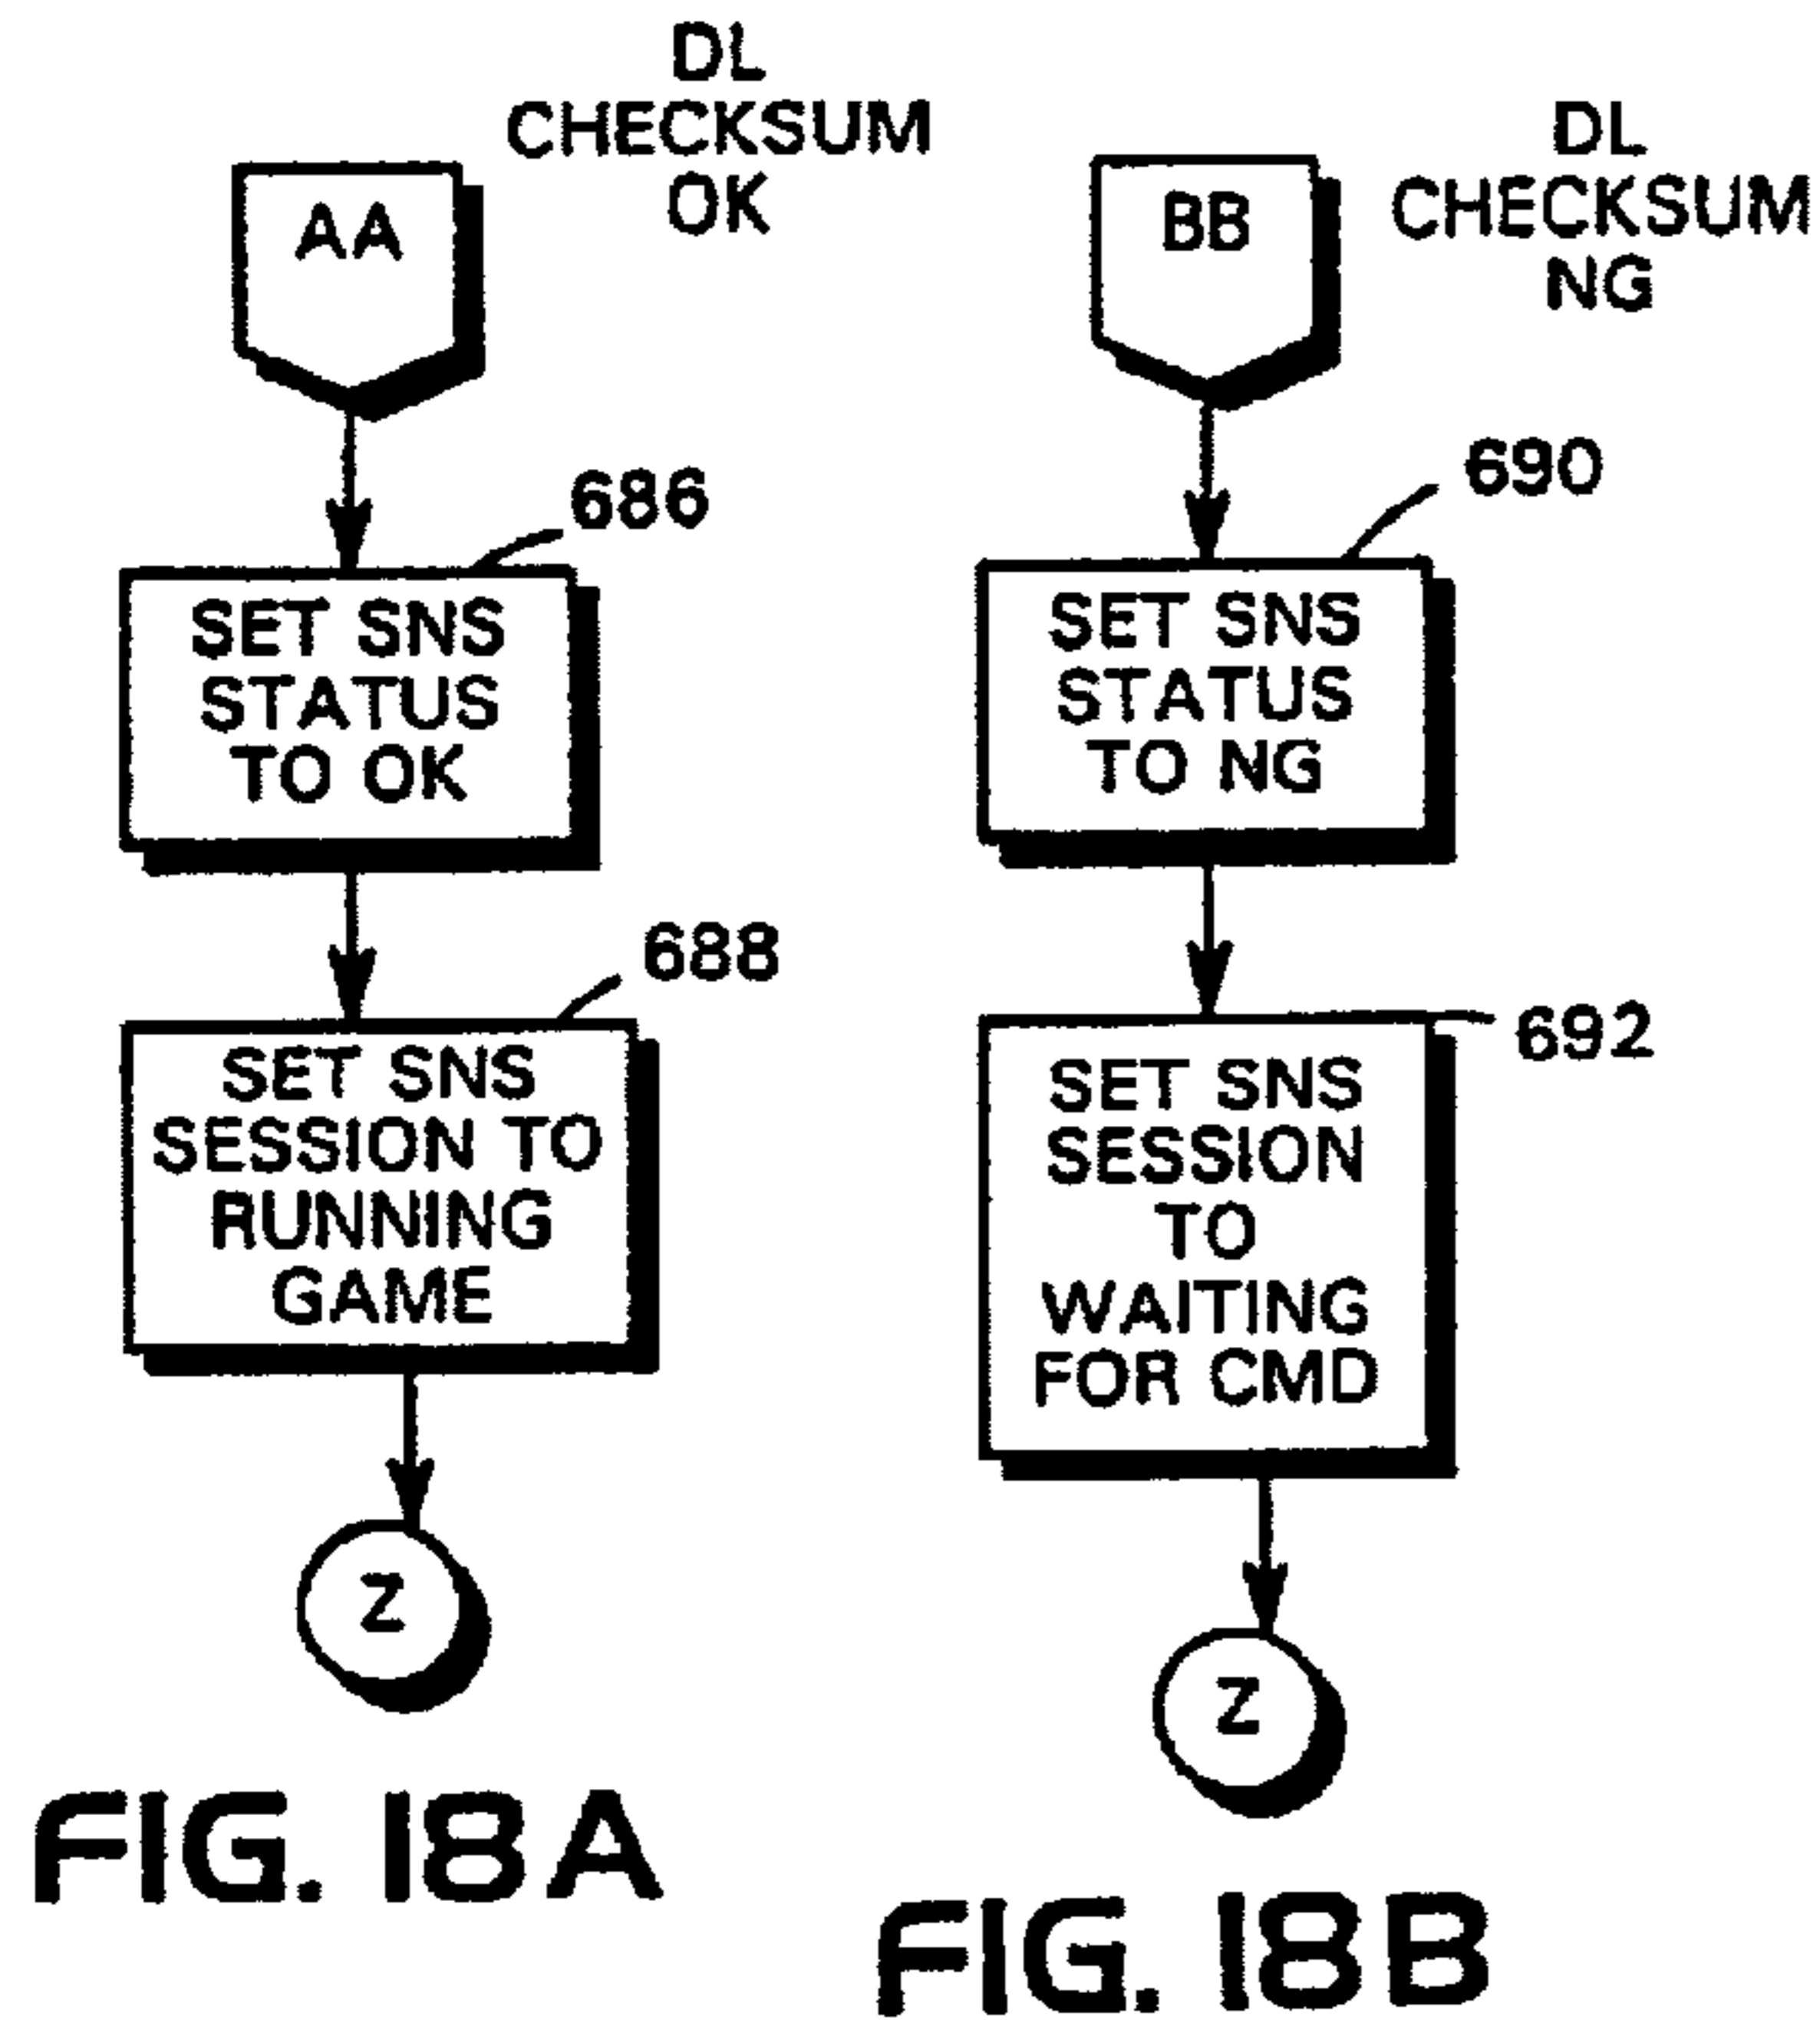 DL
CHECKSUM
OK
AA
686
SET SNS
STATUS
TO OK
688
SET SNS
SESSION TO
RUNNING
GAME
Z
FIG. 18A
DL
CHECKSUM
NG
BB
690
SET SNS
STATUS
TO NG
692
SET SNS
SESSION
TO
WAITING
FOR CMD
Z
FIG. 18B